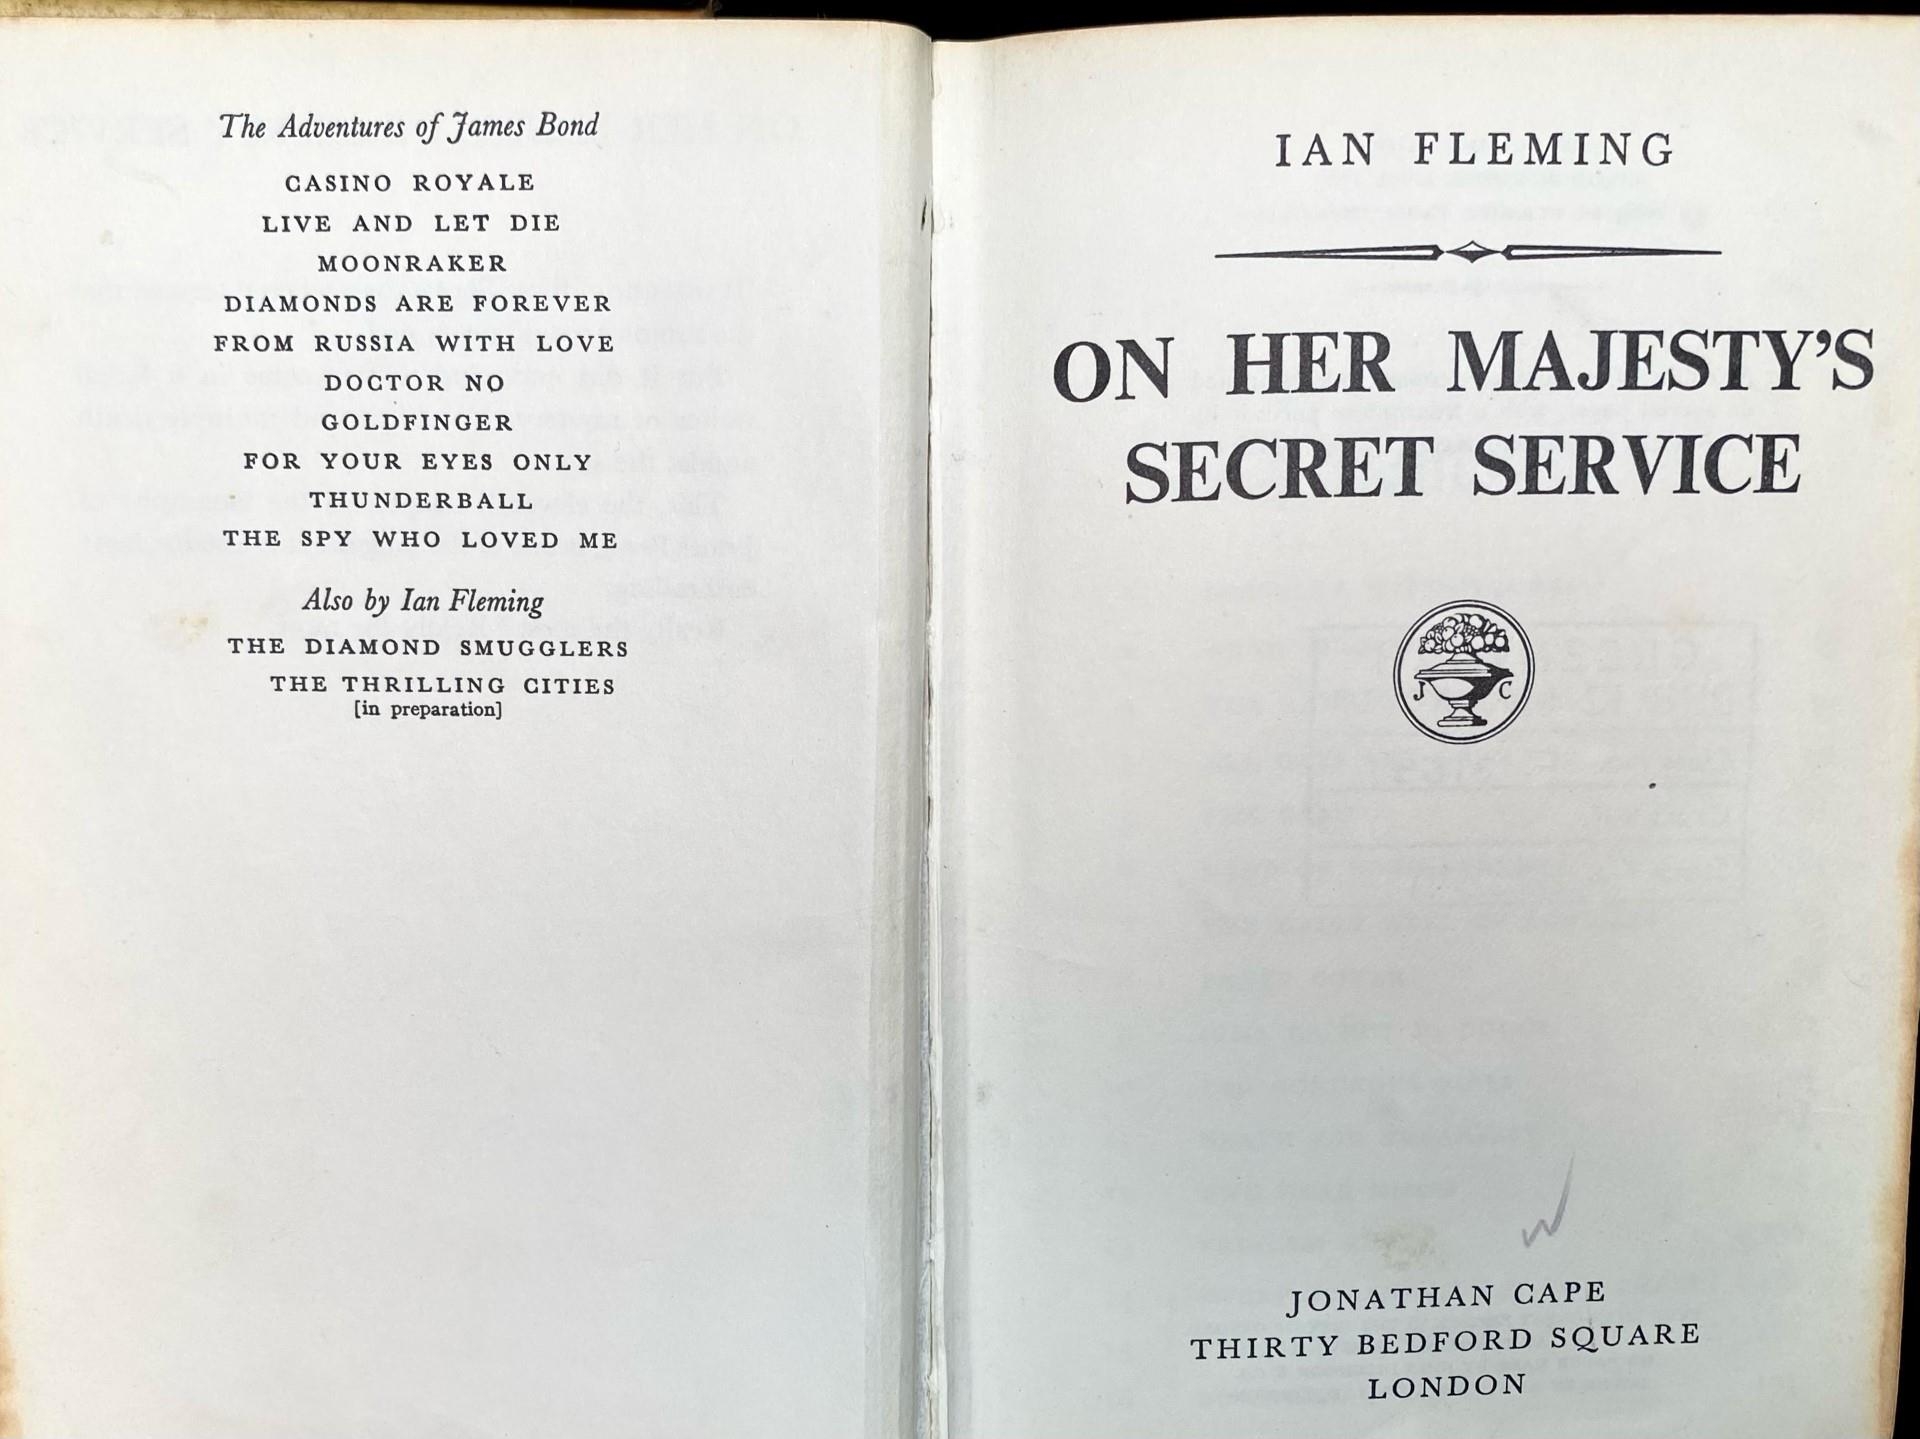 The Adventures of James Bond
CASINO ROYALE
LIVE AND LET DIE
MOONRAKER
DIAMONDS ARE FOREVER
FROM RUSSIA WITH LOVE
DOCTOR NO
GOLDFINGER
FOR YOUR EYES ONLY
THUNDERBALL
THE SPY WHO LOVED ME
Also by Ian Fleming
THE DIAMOND SMUGGLERS
THE THRILLING CITIES
[in preparation]
IAN FLEMING
ON HER MAJESTY'S
SECRET SERVICE
J C
JONATHAN CAPE
THIRTY BEDFORD SQUARE
LONDON